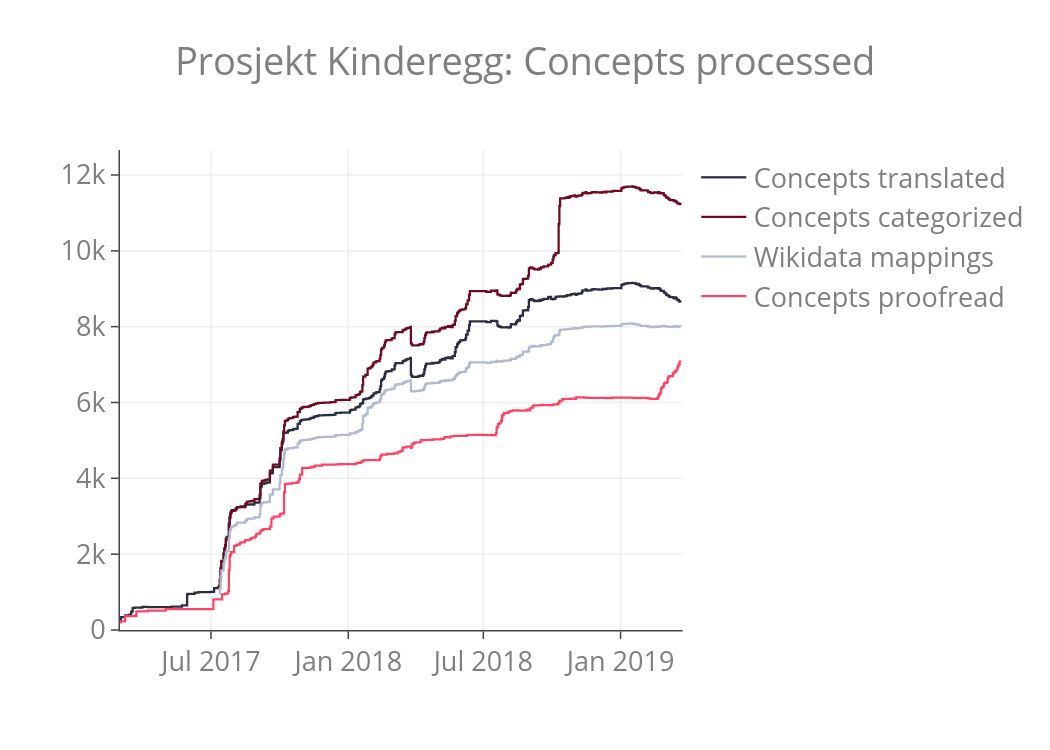 Prosjekt Kinderegg: Concepts processed
12k
10k
8k
6k
4k
2k
0
Jul 2017
Jan 2018
Jul 2018
Jan 2019
Concepts translated
Concepts categorized
Wikidata mappings
Concepts proofread